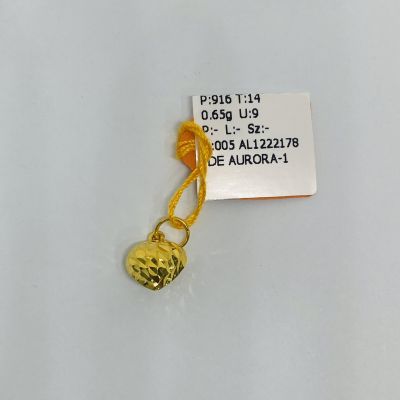 P:916 T:14
0.65g U:9
P:- L:- Sz:-
:005 AL1222178
DE AURORA-1